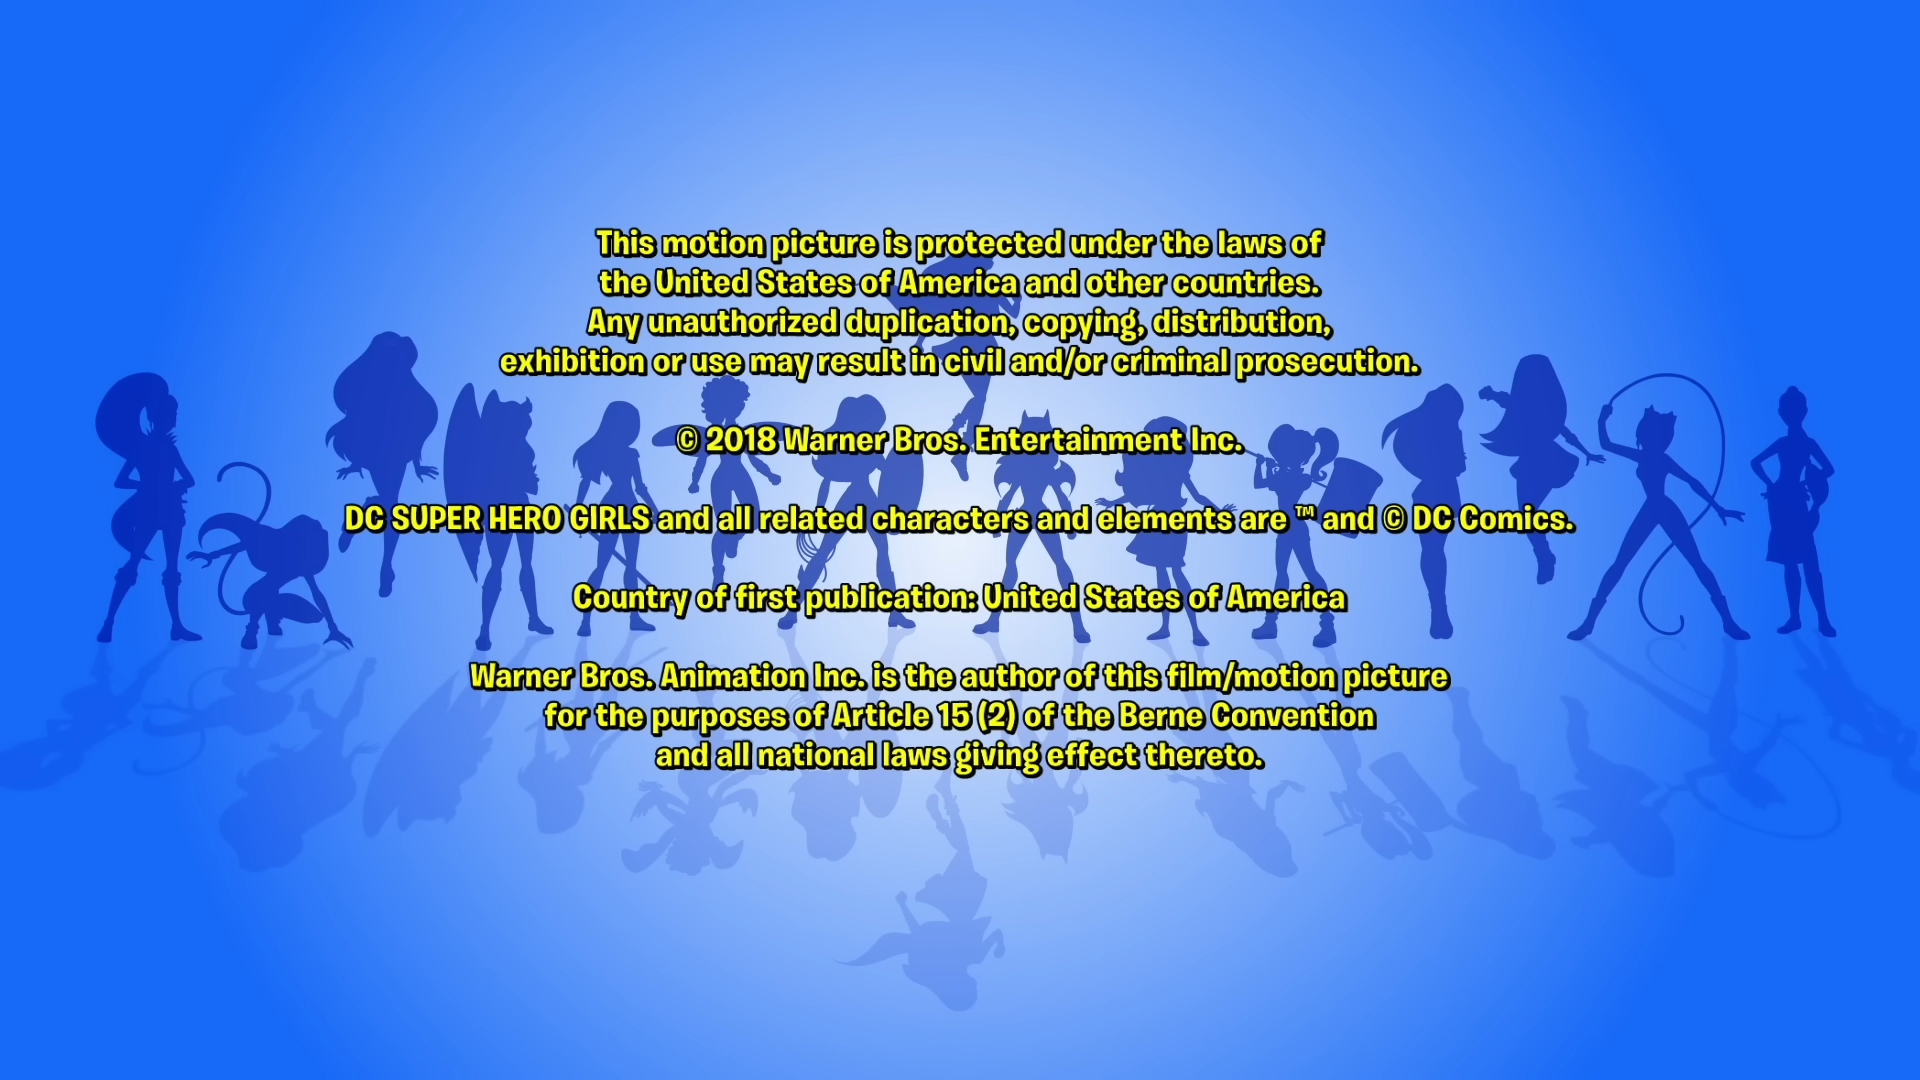 This motion picture is protected under the laws of
the United States of America and other countries.
Any unauthorized duplication, copying, distribution,
exhibition or use may result in civil and/or criminal prosecution.
© 2018 Warner Bros. Entertainment Inc.
DC SUPER HERO GIRLS and all related characters and elements are ™ and © DC Comics.
Country of first publication: United States of America
Warner Bros. Animation Inc. is the author of this film/motion picture
for the purposes of Article 15 (2) of the Berne Convention
and all national laws giving effect thereto.